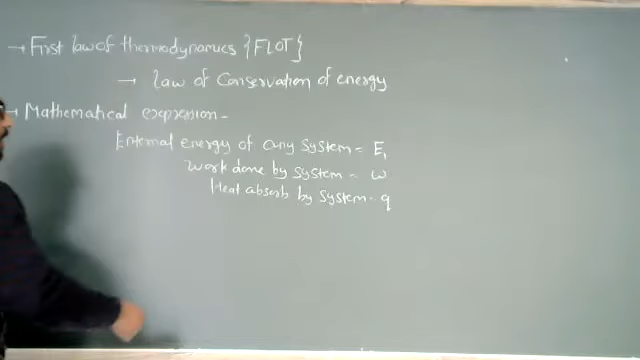 → First law of thermodynamics {FLOT}
→ law of Conservation of energy
→ Mathematical expression -
Enternal energy of any system = E1
Work done by system = w
Heat absorb by system = q